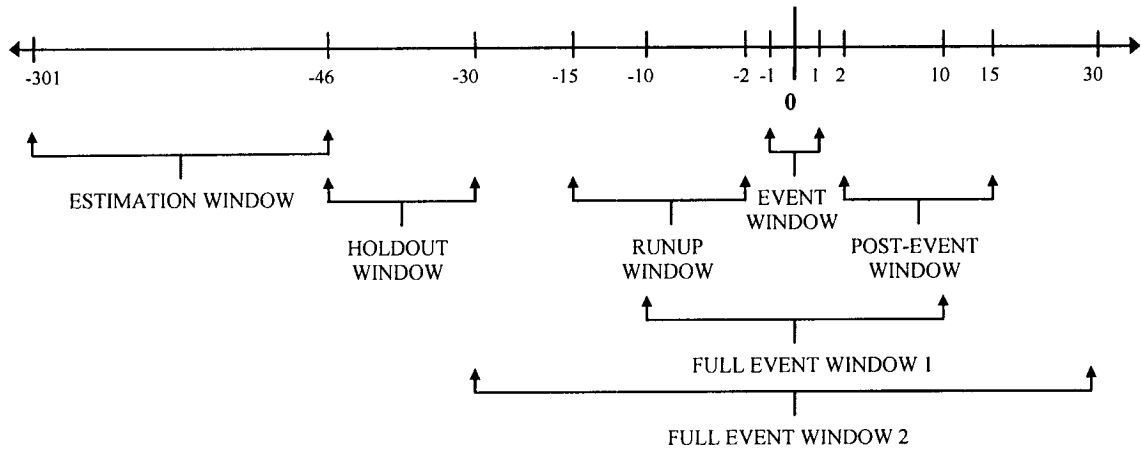 -301 -46 -30 -15 -10 -2 -1 1 2 10 15 30
0
ESTIMATION WINDOW
EVENT
WINDOW
HOLDOUT
WINDOW
RUNUP
WINDOW
POST-EVENT
WINDOW
FULL EVENT WINDOW 1
FULL EVENT WINDOW 2